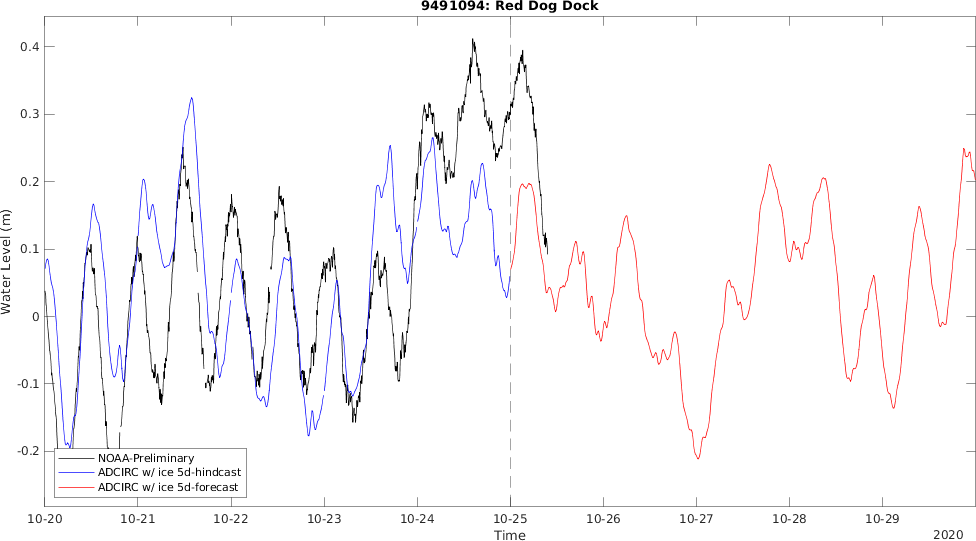 9491094: Red Dog Dock
Water Level (m)
0.4
0.3
0.2
0.1
0
-0.1
-0.2
NOAA-Preliminary
ADCIRC w/ ice 5d-hindcast
ADCIRC w/ ice 5d-forecast
10-20 10-21 10-22 10-23 10-24 10-25 10-26 10-27 10-28 10-29
Time
2020